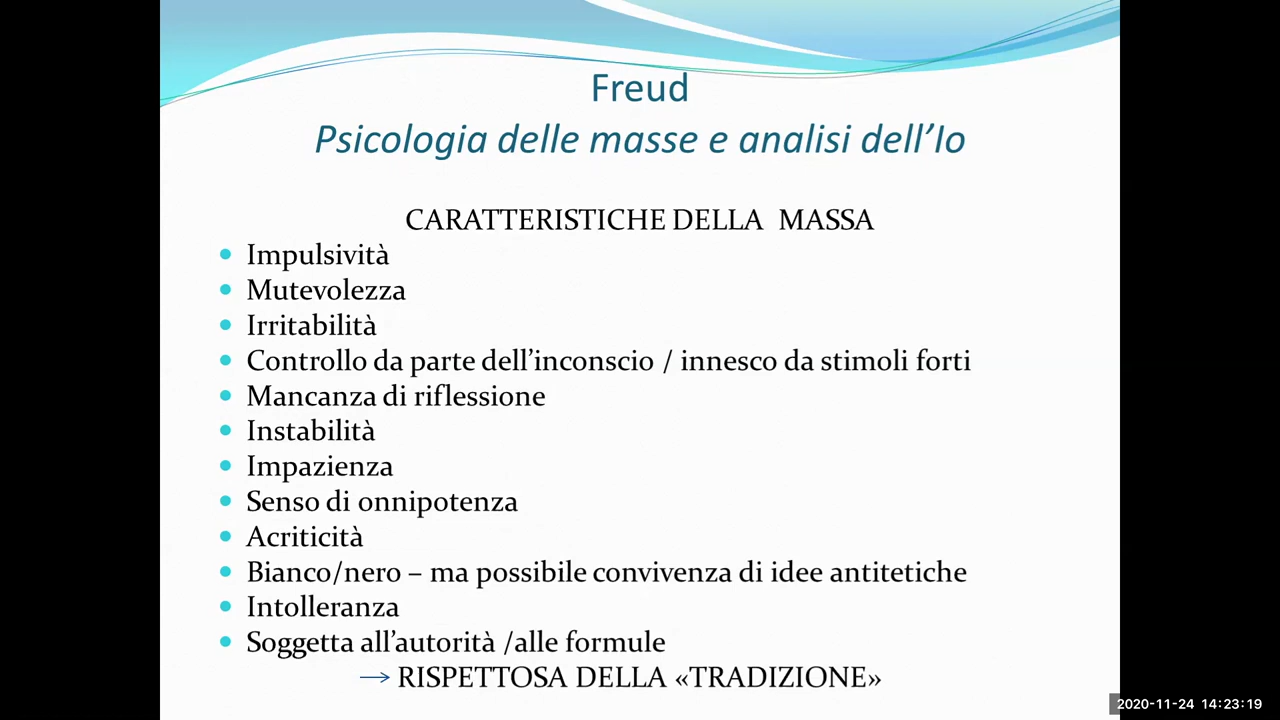 Freud
Psicologia delle masse e analisi dell’Io
CARATTERISTICHE DELLA MASSA
Impulsività
Mutevolezza
Irritabilità
Controllo da parte dell’inconscio / innesco da stimoli forti
Mancanza di riflessione
Instabilità
Impazienza
Senso di onnipotenza
Acriticità
Bianco/nero – ma possibile convivenza di idee antitetiche
Intolleranza
Soggetta all’autorità /alle formule
→ RISPETTOSA DELLA «TRADIZIONE»
2020-11-24 14:23:19